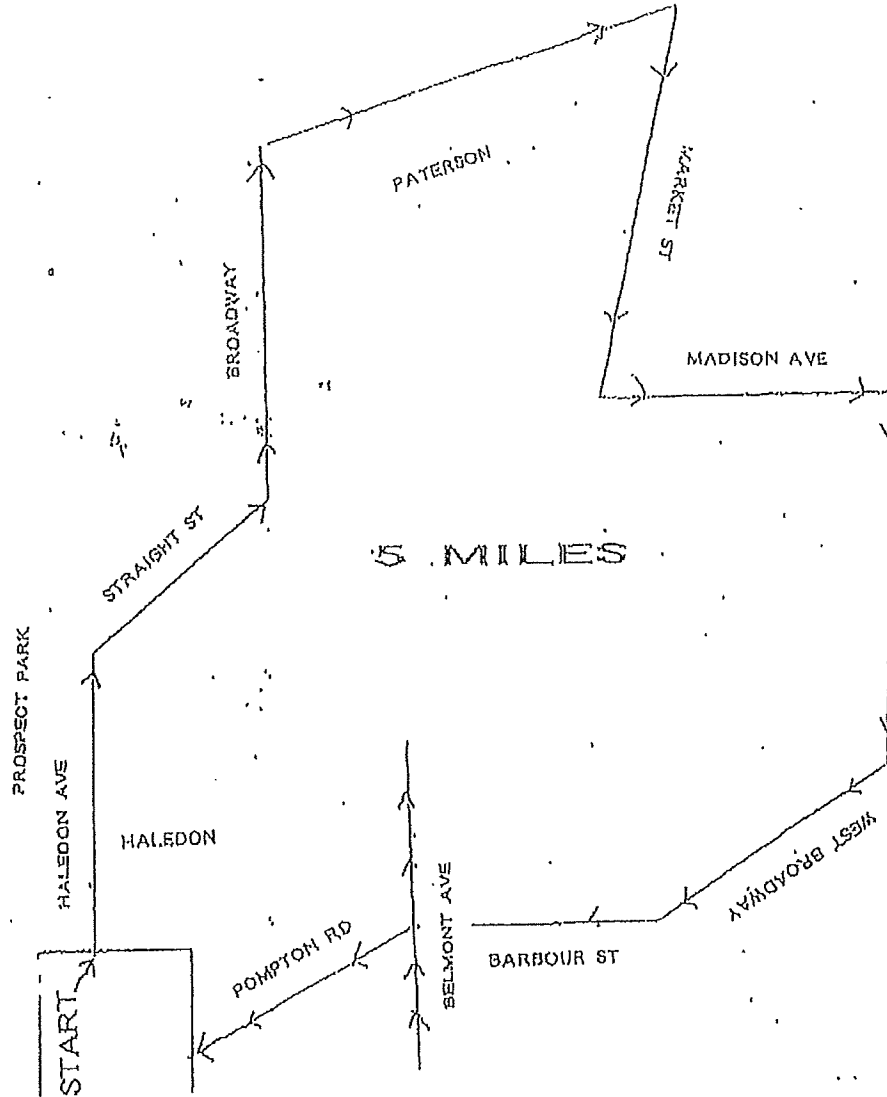 PATERSON
MARKET ST
BROADWAY
MADISON AVE
STRAIGHT ST
5 MILES
PROSPECT PARK
HALEDON AVE
HALEDON
WEST BROADWAY
POMPTON RD
BELMONT AVE
BARBOUR ST
START